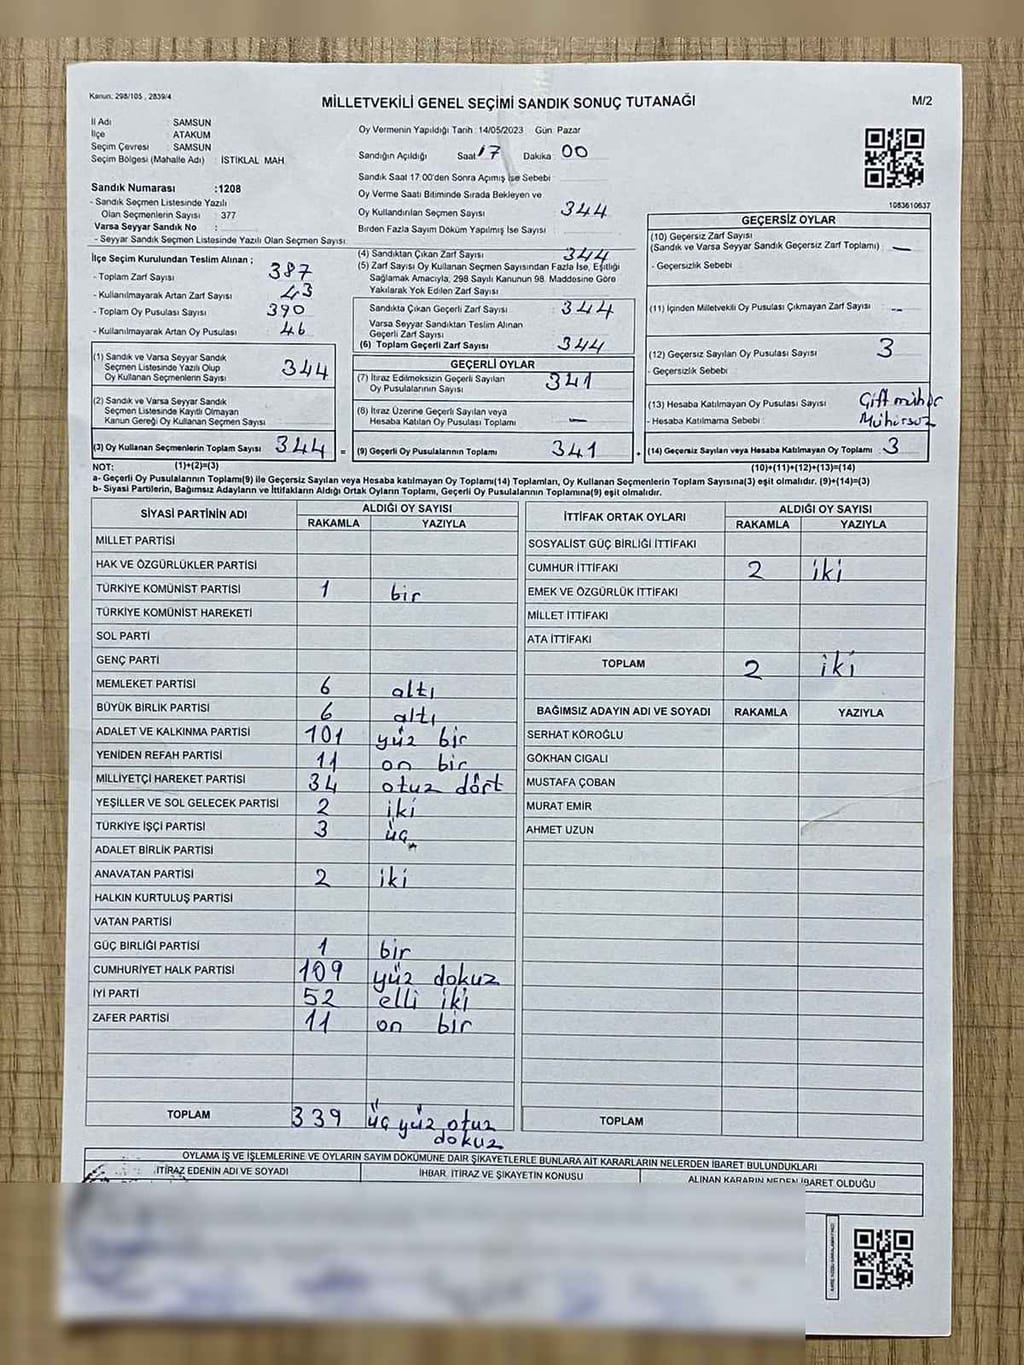 Kanun: 298/105 , 2839/4
MİLLETVEKİLİ GENEL SEÇİMİ SANDIK SONUÇ TUTANAĞI
M/2
İl Adı : SAMSUN
İlçe : ATAKUM
Seçim Çevresi : SAMSUN
Seçim Bölgesi (Mahalle Adı) : İSTİKLAL MAH
Sandık Numarası :1208
- Sandık Seçmen Listesinde Yazılı
Olan Seçmenlerin Sayısı : 377
Varsa Seyyar Sandık No :
- Seyyar Sandık Seçmen Listesinde Yazılı Olan Seçmen Sayısı:
İlçe Seçim Kurulundan Teslim Alınan ;
- Toplam Zarf Sayısı 387
- Kullanılmayarak Artan Zarf Sayısı 43
- Toplam Oy Pusulası Sayısı 390
- Kullanılmayarak Artan Oy Pusulası 46
(1) Sandık ve Varsa Seyyar Sandık
Seçmen Listesinde Yazılı Olup
Oy Kullanan Seçmenlerin Sayısı 344
(2) Sandık ve Varsa Seyyar Sandık
Seçmen Listesinde Kayıtlı Olmayan
Kanun Gereği Oy Kullanan Seçmen Sayısı
(3) Oy Kullanan Seçmenlerin Toplam Sayısı 344 =
Oy Vermenin Yapıldığı Tarih : 14/05/2023 Gün : Pazar
Sandığın Açıldığı Saat 17 Dakika : 00
Sandık Saat 17:00'den Sonra Açımış İse Sebebi :
Oy Verme Saati Bitiminde Sırada Bekleyen ve
Oy Kullandırılan Seçmen Sayısı 344
Birden Fazla Sayım Döküm Yapılmış İse Sayısı :
(4) Sandıktan Çıkan Zarf Sayısı 344
(5) Zarf Sayısı Oy Kullanan Seçmen Sayısından Fazla İse, Eşitliği
Sağlamak Amacıyla, 298 Sayılı Kanunun 98. Maddesine Göre
Yakılarak Yok Edilen Zarf Sayısı
Sandıkta Çıkan Geçerli Zarf Sayısı : 344
Varsa Seyyar Sandıktan Teslim Alınan
Geçerli Zarf Sayısı :
(6) Toplam Geçerli Zarf Sayısı : 344
GEÇERLİ OYLAR
(7) İtiraz Edilmeksizin Geçerli Sayılan
Oy Pusulalarının Sayısı 341
(8) İtiraz Üzerine Geçerli Sayılan veya
Hesaba Katılan Oy Pusulası Toplamı —
(9) Geçerli Oy Pusulalarının Toplamı 341
1083610637
GEÇERSİZ OYLAR
(10) Geçersiz Zarf Sayısı
(Sandık ve Varsa Seyyar Sandık Geçersiz Zarf Toplamı) : —
- Geçersizlik Sebebi :
(11) İçinden Milletvekili Oy Pusulası Çıkmayan Zarf Sayısı : --
(12) Geçersiz Sayılan Oy Pusulası Sayısı : 3
- Geçersizlik Sebebi :
(13) Hesaba Katılmayan Oy Pusulası Sayısı : Çift mühür
- Hesaba Katılmama Sebebi : Mühürsüz
(14) Geçersiz Sayılan veya Hesaba Katılmayan Oy Toplamı : 3
NOT: (1)+(2)=(3)
(10)+(11)+(12)+(13)=(14)
a- Geçerli Oy Pusulalarının Toplamı(9) ile Geçersiz Sayılan veya Hesaba katılmayan Oy Toplamı(14) Toplamları, Oy Kullanan Seçmenlerin Toplam Sayısına(3) eşit olmalıdır. (9)+(14)=(3)
b- Siyasi Partilerin, Bağımsız Adayların ve İttifakların Aldığı Ortak Oyların Toplamı, Geçerli Oy Pusulalarının Toplamına(9) eşit olmalıdır.
SİYASİ PARTİNİN ADI
ALDIĞI OY SAYISI
RAKAMLA YAZIYLA
MİLLET PARTİSİ
HAK VE ÖZGÜRLÜKLER PARTİSİ
TÜRKİYE KOMÜNİST PARTİSİ 1 bir
TÜRKİYE KOMÜNİST HAREKETİ
SOL PARTİ
GENÇ PARTİ
MEMLEKET PARTİSİ 6 altı
BÜYÜK BİRLİK PARTİSİ 6 altı
ADALET VE KALKINMA PARTİSİ 101 yüz bir
YENİDEN REFAH PARTİSİ 11 on bir
MİLLİYETÇİ HAREKET PARTİSİ 34 otuz dört
YEŞİLLER VE SOL GELECEK PARTİSİ 2 iki
TÜRKİYE İŞÇİ PARTİSİ 3 üç
ADALET BİRLİK PARTİSİ
ANAVATAN PARTİSİ 2 iki
HALKIN KURTULUŞ PARTİSİ
VATAN PARTİSİ
GÜÇ BİRLİĞİ PARTİSİ 1 bir
CUMHURİYET HALK PARTİSİ 109 yüz dokuz
İYİ PARTİ 52 elli iki
ZAFER PARTİSİ 11 on bir
TOPLAM 339 üç yüz otuz
dokuz
İTTİFAK ORTAK OYLARI
ALDIĞI OY SAYISI
RAKAMLA YAZIYLA
SOSYALİST GÜÇ BİRLİĞİ İTTİFAKI
CUMHUR İTTİFAKI 2 iki
EMEK VE ÖZGÜRLÜK İTTİFAKI
MİLLET İTTİFAKI
ATA İTTİFAKI
TOPLAM 2 iki
BAĞIMSIZ ADAYIN ADI VE SOYADI RAKAMLA YAZIYLA
SERHAT KÖROĞLU
GÖKHAN CIGALI
MUSTAFA ÇOBAN
MURAT EMİR
AHMET UZUN
TOPLAM
OYLAMA İŞ VE İŞLEMLERİNE VE OYLARIN SAYIM DÖKÜMÜNE DAİR ŞİKAYETLERLE BUNLARA AİT KARARLARIN NELERDEN İBARET BULUNDUKLARI
İTİRAZ EDENİN ADI VE SOYADI
İHBAR, İTİRAZ VE ŞİKAYETİN KONUSU
ALINAN KARARIN NEDEN İBARET OLDUĞU